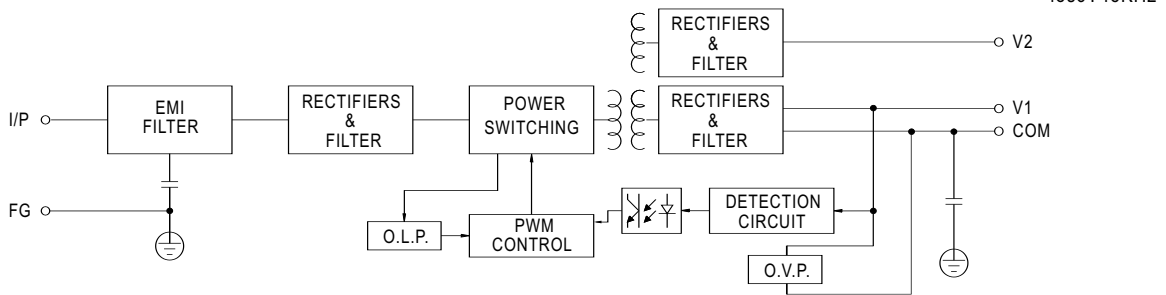 RECTIFIERS
&
FILTER
V2
I/P
EMI
FILTER
RECTIFIERS
&
FILTER
POWER
SWITCHING
RECTIFIERS
&
FILTER
V1
COM
FG
O.L.P.
PWM
CONTROL
DETECTION
CIRCUIT
O.V.P.